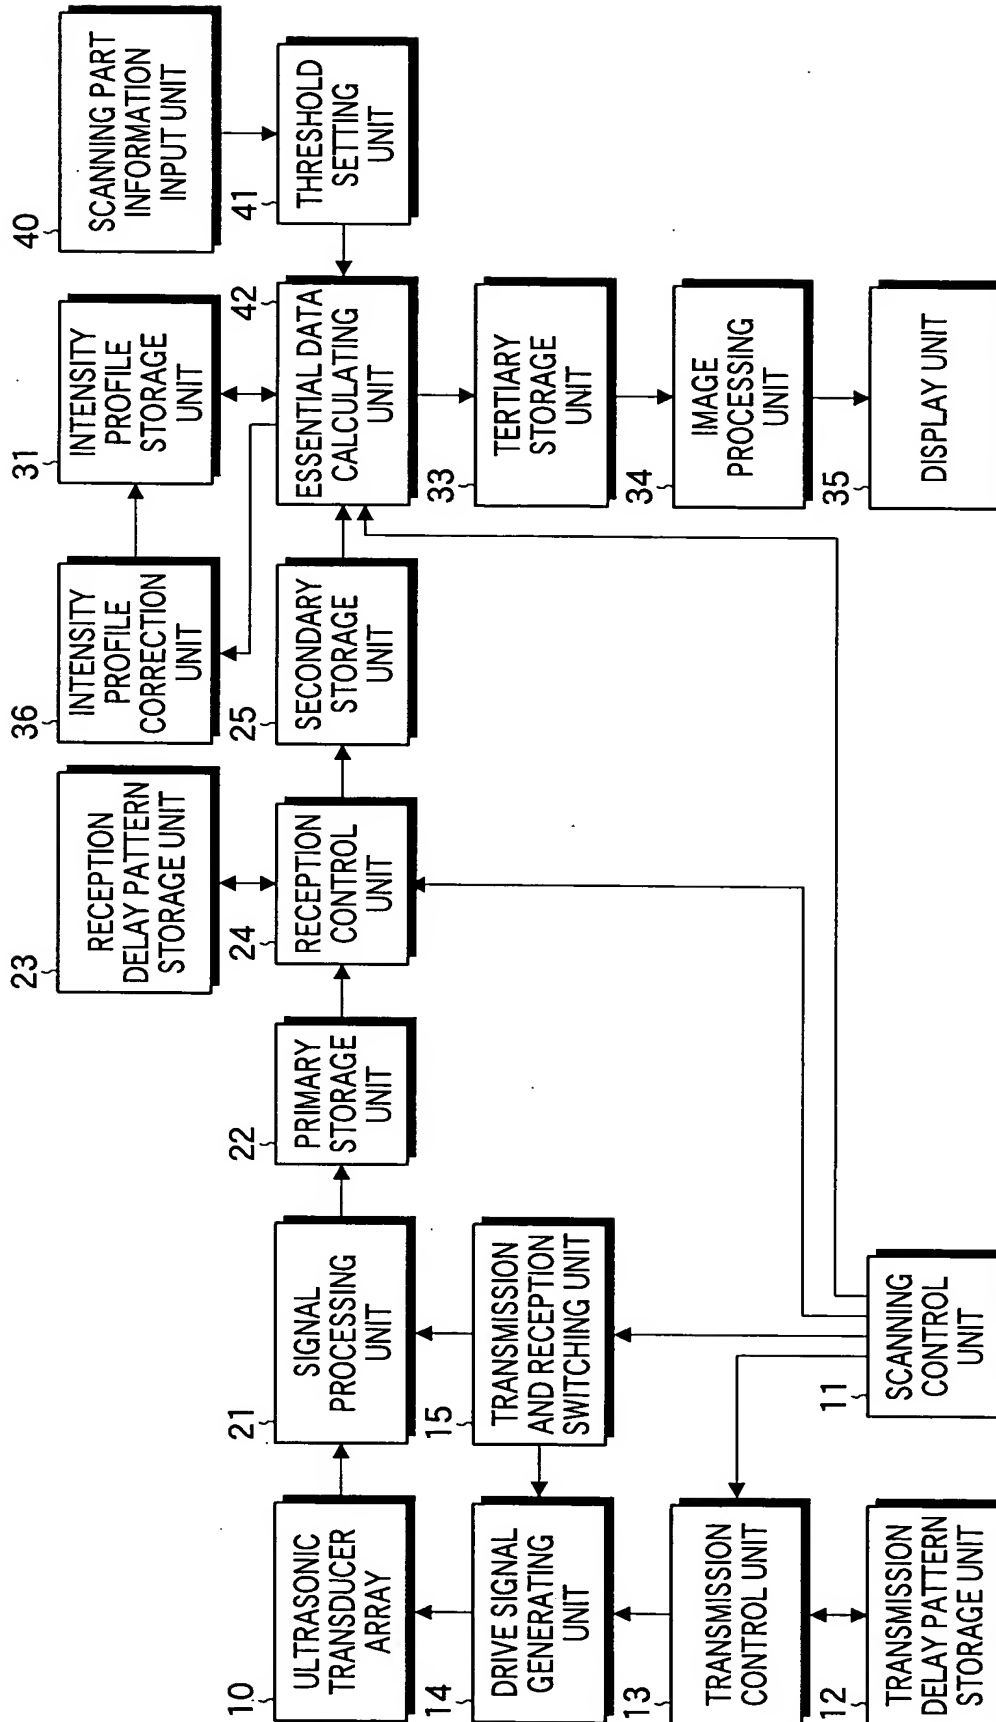 10
ULTRASONIC
TRANSDUCER
ARRAY
21
SIGNAL
PROCESSING
UNIT
22
PRIMARY
STORAGE
UNIT
23
RECEPTION
DELAY PATTERN
STORAGE UNIT
24
RECEPTION
CONTROL
UNIT
36
INTENSITY
PROFILE
CORRECTION
UNIT
25
SECONDARY
STORAGE
UNIT
31
INTENSITY
PROFILE
STORAGE
UNIT
42
ESSENTIAL DATA
CALCULATING
UNIT
40
SCANNING PART
INFORMATION
INPUT UNIT
41
THRESHOLD
SETTING
UNIT
14
DRIVE SIGNAL
GENERATING
UNIT
15
TRANSMISSION
AND RECEPTION
SWITCHING UNIT
33
TERTIARY
STORAGE
UNIT
13
TRANSMISSION
CONTROL UNIT
34
IMAGE
PROCESSING
UNIT
12
TRANSMISSION
DELAY PATTERN
STORAGE UNIT
11
SCANNING
CONTROL
UNIT
35
DISPLAY UNIT